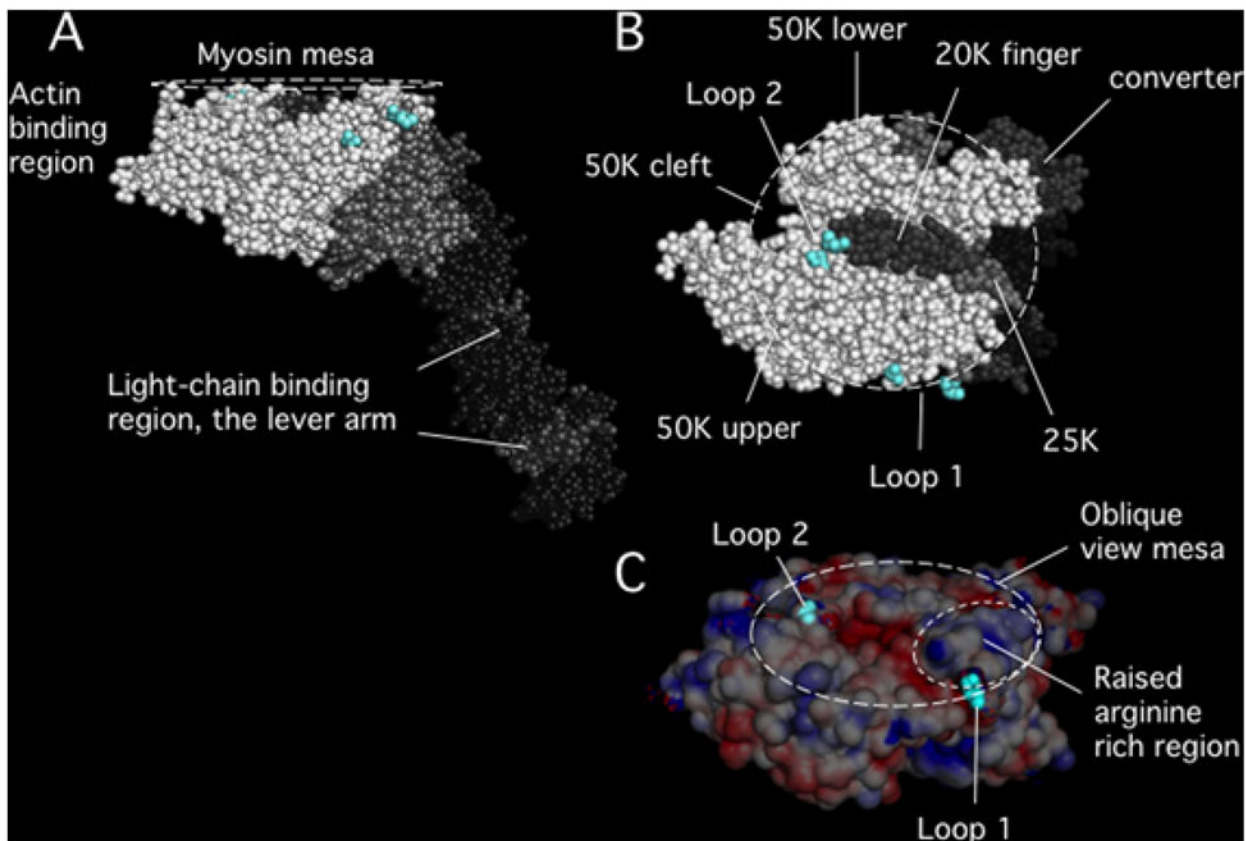 A
Myosin mesa
Actin
binding
region
Light-chain binding
region, the lever arm
B
50K lower
20K finger
converter
Loop 2
50K cleft
50K upper
25K
Loop 1
C
Loop 2
Oblique
view mesa
Raised
arginine
rich region
Loop 1